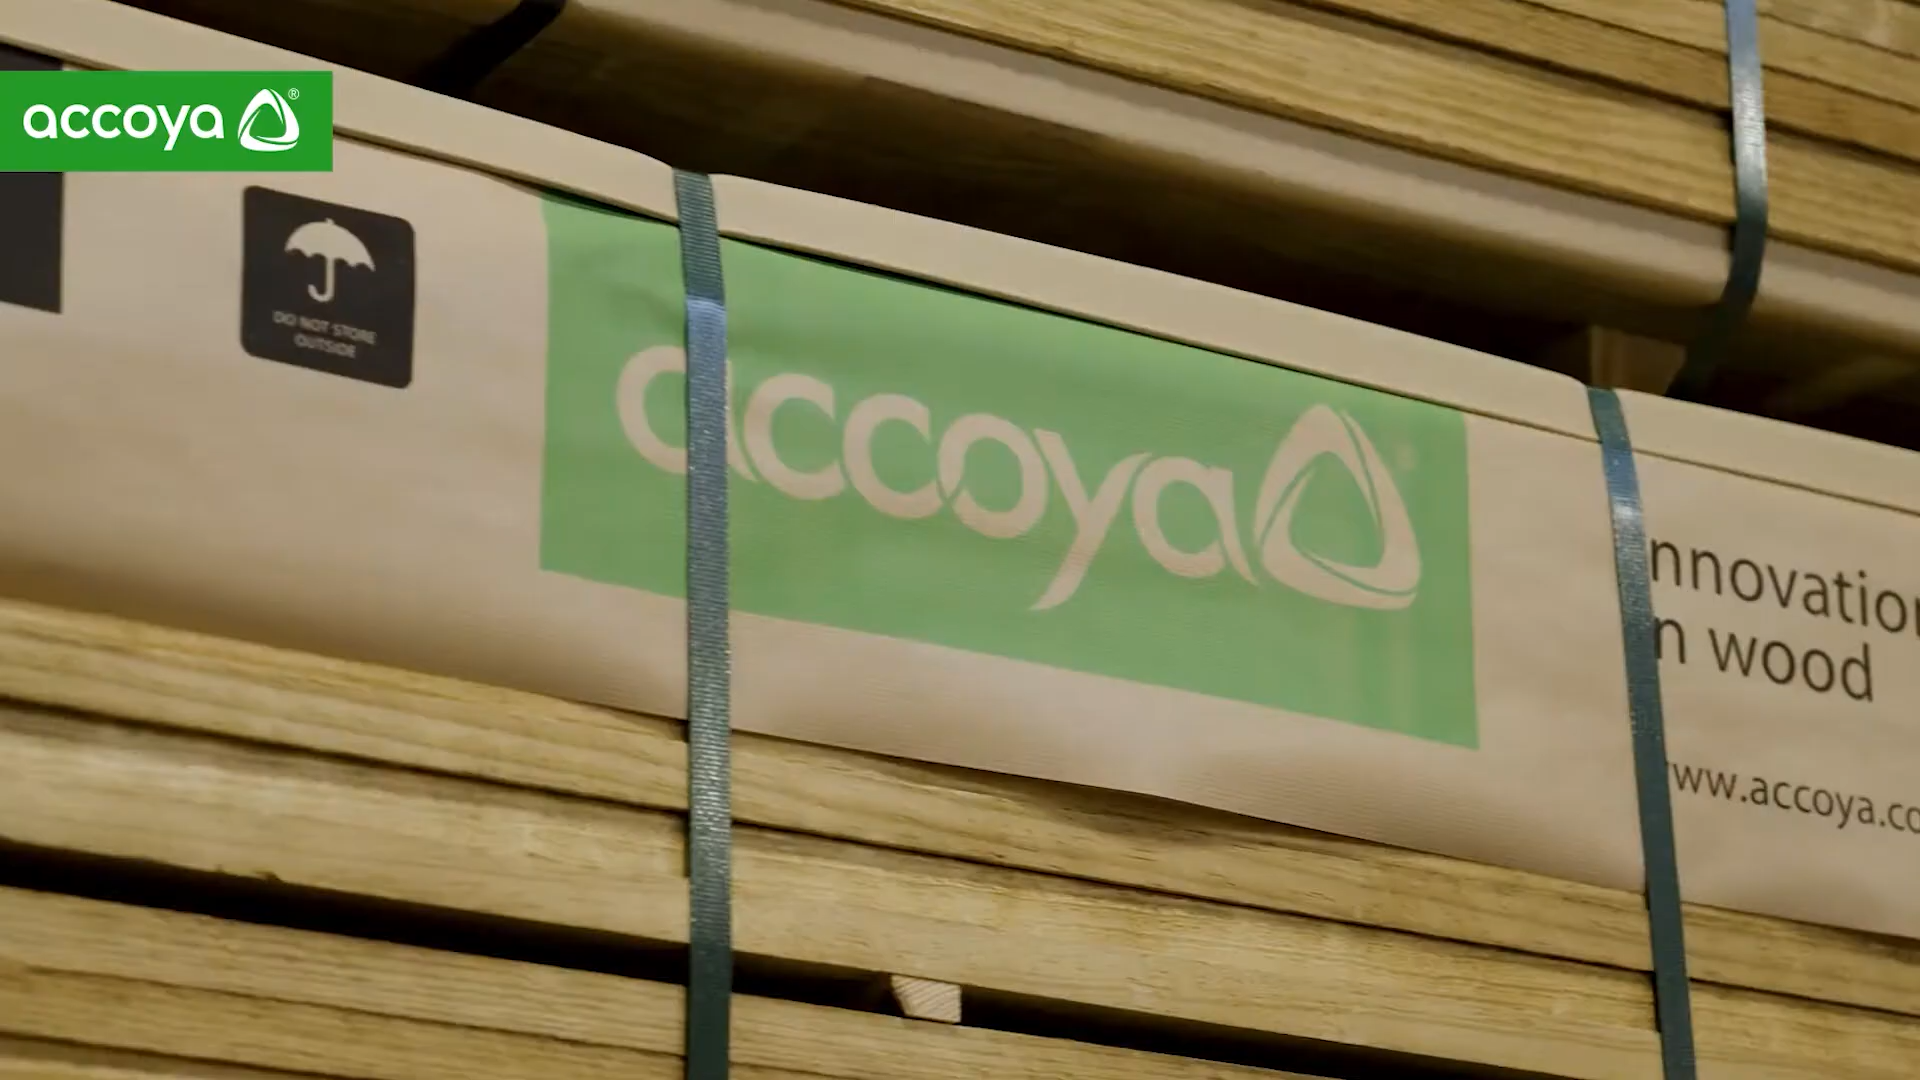 accoya®
DO NOT STORE
OUTSIDE
accoya
nnovation
n wood
www.accoya.co